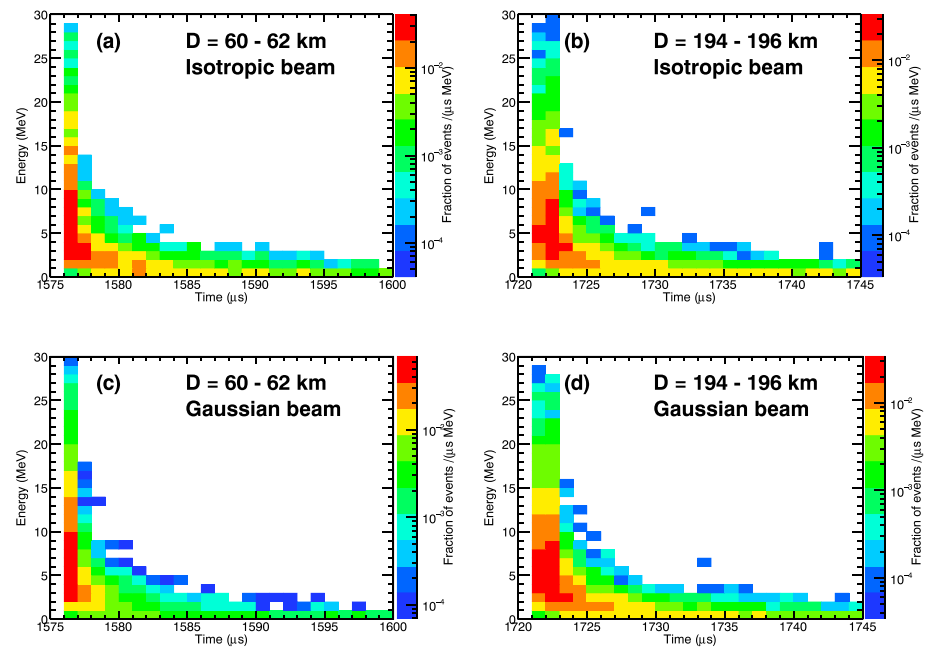 (a) D = 60 - 62 km
Isotropic beam
30
25
20
15
10
5
0
Energy (MeV)
1575 1580 1585 1590 1595 1600
Time (μs)
10⁻²
10⁻³
10⁻⁴
Fraction of events /(μs MeV)
(b) D = 194 - 196 km
Isotropic beam
30
25
20
15
10
5
0
Energy (MeV)
1720 1725 1730 1735 1740 1745
Time (μs)
10⁻²
10⁻³
10⁻⁴
Fraction of events /(μs MeV)
(c) D = 60 - 62 km
Gaussian beam
30
25
20
15
10
5
0
Energy (MeV)
1575 1580 1585 1590 1595 1600
Time (μs)
10⁻²
10⁻³
10⁻⁴
Fraction of events /(μs MeV)
(d) D = 194 - 196 km
Gaussian beam
30
25
20
15
10
5
0
Energy (MeV)
1720 1725 1730 1735 1740 1745
Time (μs)
10⁻²
10⁻³
10⁻⁴
Fraction of events /(μs MeV)